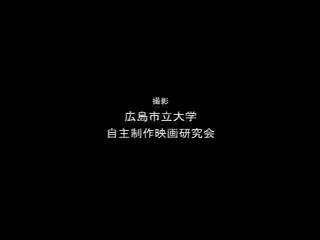 撮影
広島市立大学
自主制作映画研究会